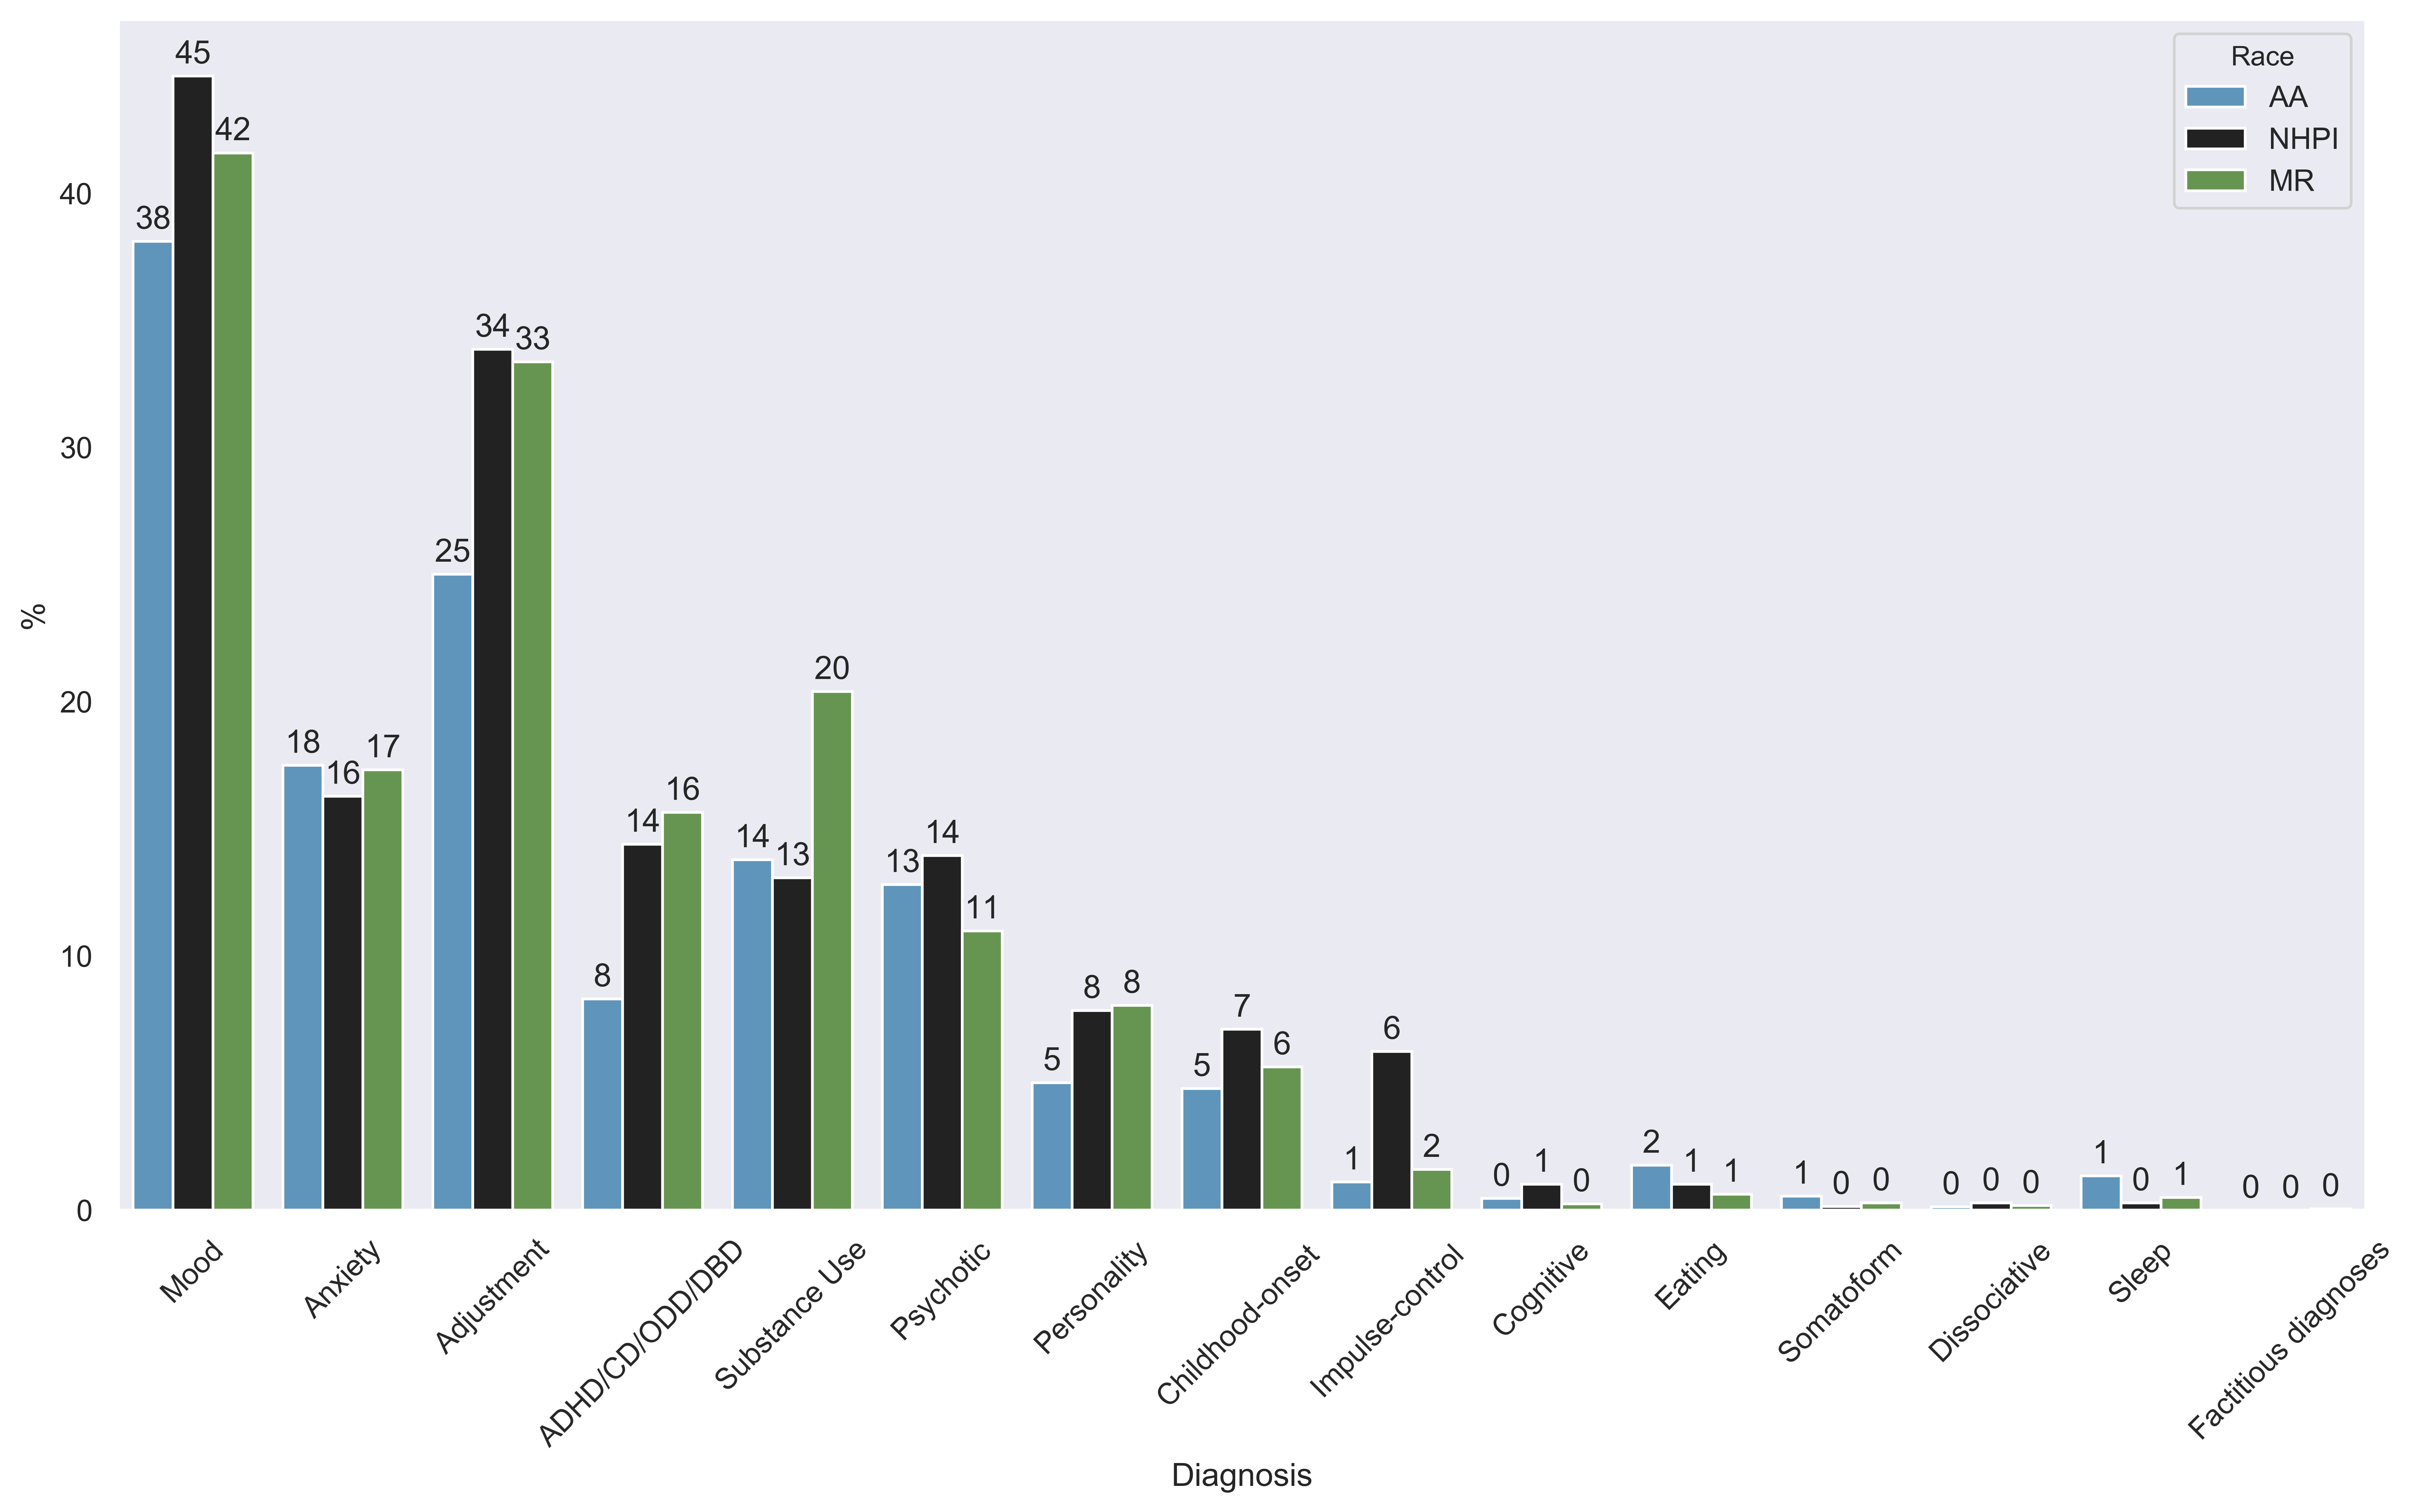 Race
AA
NHPI
MR
%
40
30
20
10
0
45
38
42
18
16
17
25
34
33
8
14
16
14
13
20
13
14
11
5
8
8
5
7
6
1
6
2
0
1
0
2
1
1
1
0
0
0
0
0
1
0
1
0
0
0
Mood
Anxiety
Adjustment
ADHD/CD/ODD/DBD
Substance Use
Psychotic
Personality
Childhood-onset
Impulse-control
Cognitive
Eating
Somatoform
Dissociative
Sleep
Factitious diagnoses
Diagnosis